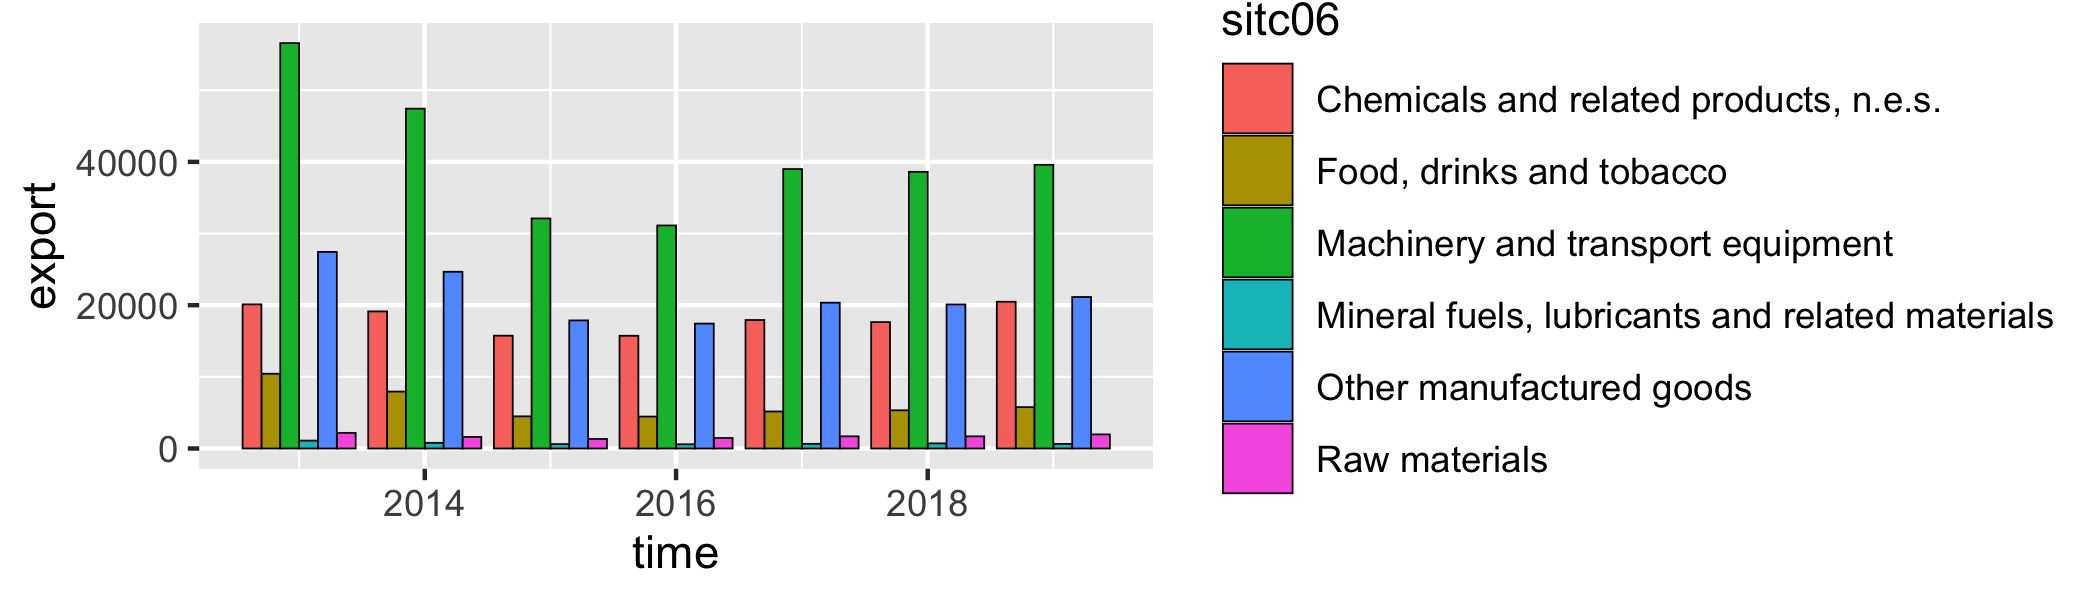 export
40000
20000
0
2014 2016 2018
time
sitc06
Chemicals and related products, n.e.s.
Food, drinks and tobacco
Machinery and transport equipment
Mineral fuels, lubricants and related materials
Other manufactured goods
Raw materials